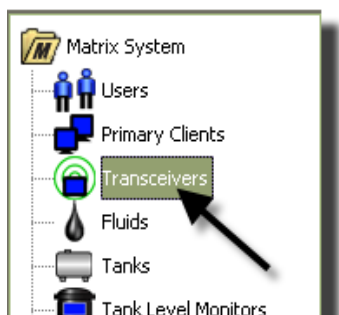 Matrix System
Users
Primary Clients
Transceivers
Fluids
Tanks
Tank Level Monitors